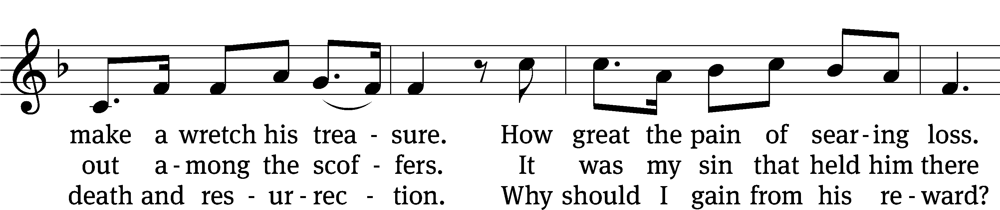 make a wretch his trea - sure. How great the pain of sear - ing loss.
out a - mong the scof - fers. It was my sin that held him there
death and res - ur - rec - tion. Why should I gain from his re - ward?